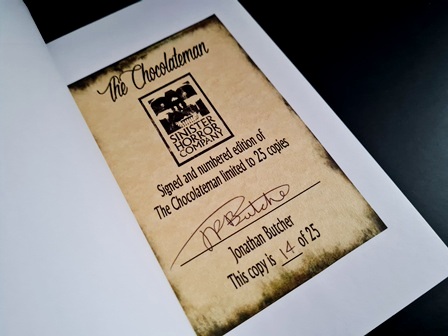 The Chocolateman
SINISTER
HORROR
COMPANY
Signed and numbered edition of
The Chocolateman limited to 25 copies
JPButcher
Jonathan Butcher
This copy is 14 of 25